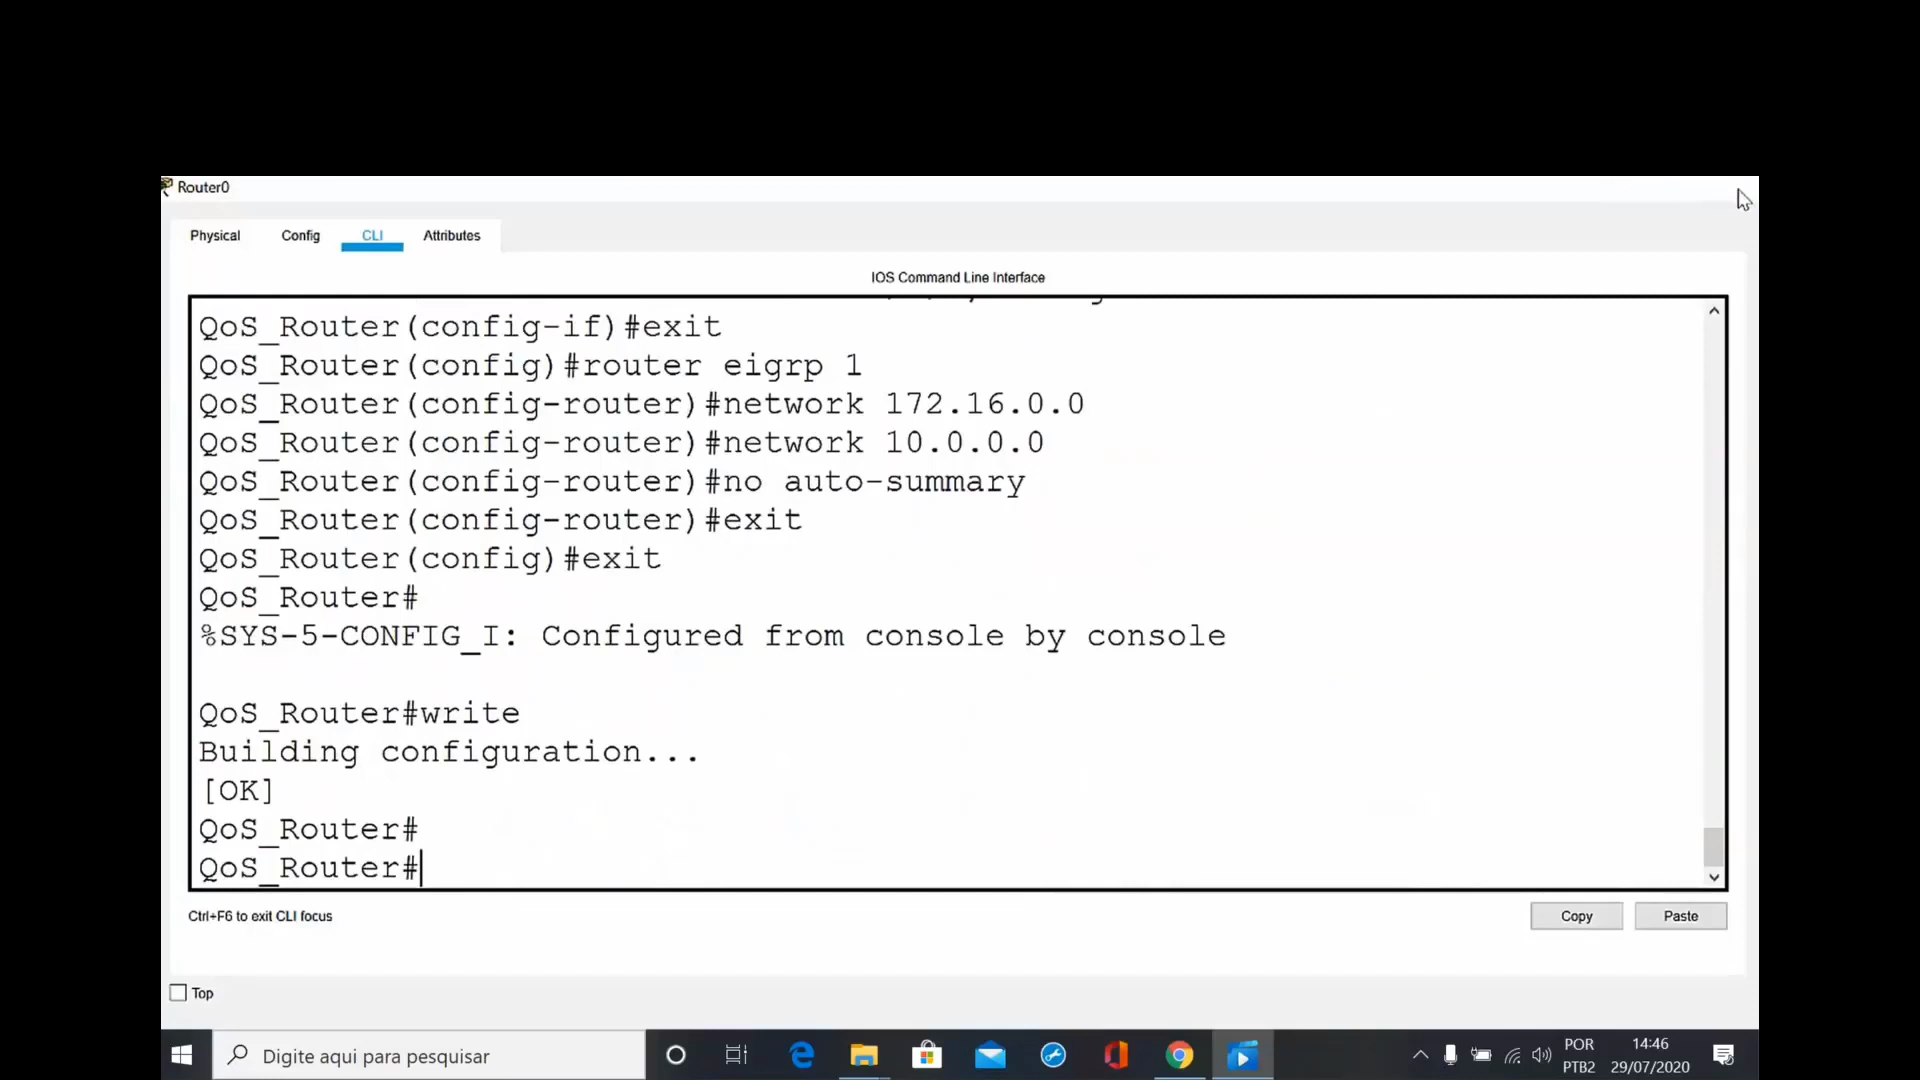 Router0
Physical Config CLI Attributes
IOS Command Line Interface
QoS_Router(config-if)#exit
QoS_Router(config)#router eigrp 1
QoS_Router(config-router)#network 172.16.0.0
QoS_Router(config-router)#network 10.0.0.0
QoS_Router(config-router)#no auto-summary
QoS_Router(config-router)#exit
QoS_Router(config)#exit
QoS_Router#
%SYS-5-CONFIG_I: Configured from console by console
QoS_Router#write
Building configuration...
[OK]
QoS_Router#
QoS_Router#
Ctrl+F6 to exit CLI focus
Copy Paste
Top
Digite aqui para pesquisar
POR 14:46
PTB2 29/07/2020